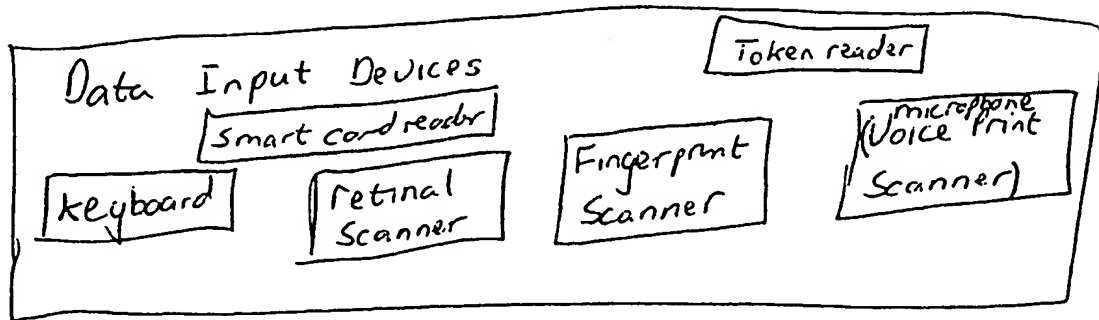 Token reader
Data Input Devices
Smart card reader
keyboard
retinal
Scanner
Fingerprint
Scanner
microphone
(Voice Print
Scanner)